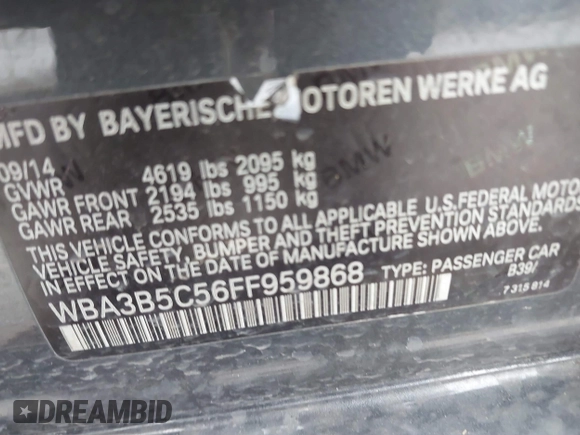 MFD BY BAYERISCHE MOTOREN WERKE AG
09/14
GVWR 4619 lbs 2095 kg
GAWR FRONT 2194 lbs 995 kg
GAWR REAR 2535 lbs 1150 kg
THIS VEHICLE CONFORMS TO ALL APPLICABLE U.S.FEDERAL MOTO
VEHICLE SAFETY, BUMPER AND THEFT PREVENTION STANDARDS
IN EFFECT ON THE DATE OF MANUFACTURE SHOWN ABOVE.
WBA3B5C56FF959868 TYPE: PASSENGER CAR
B39/
7 315 814
BMW
BMW
DREAMBID